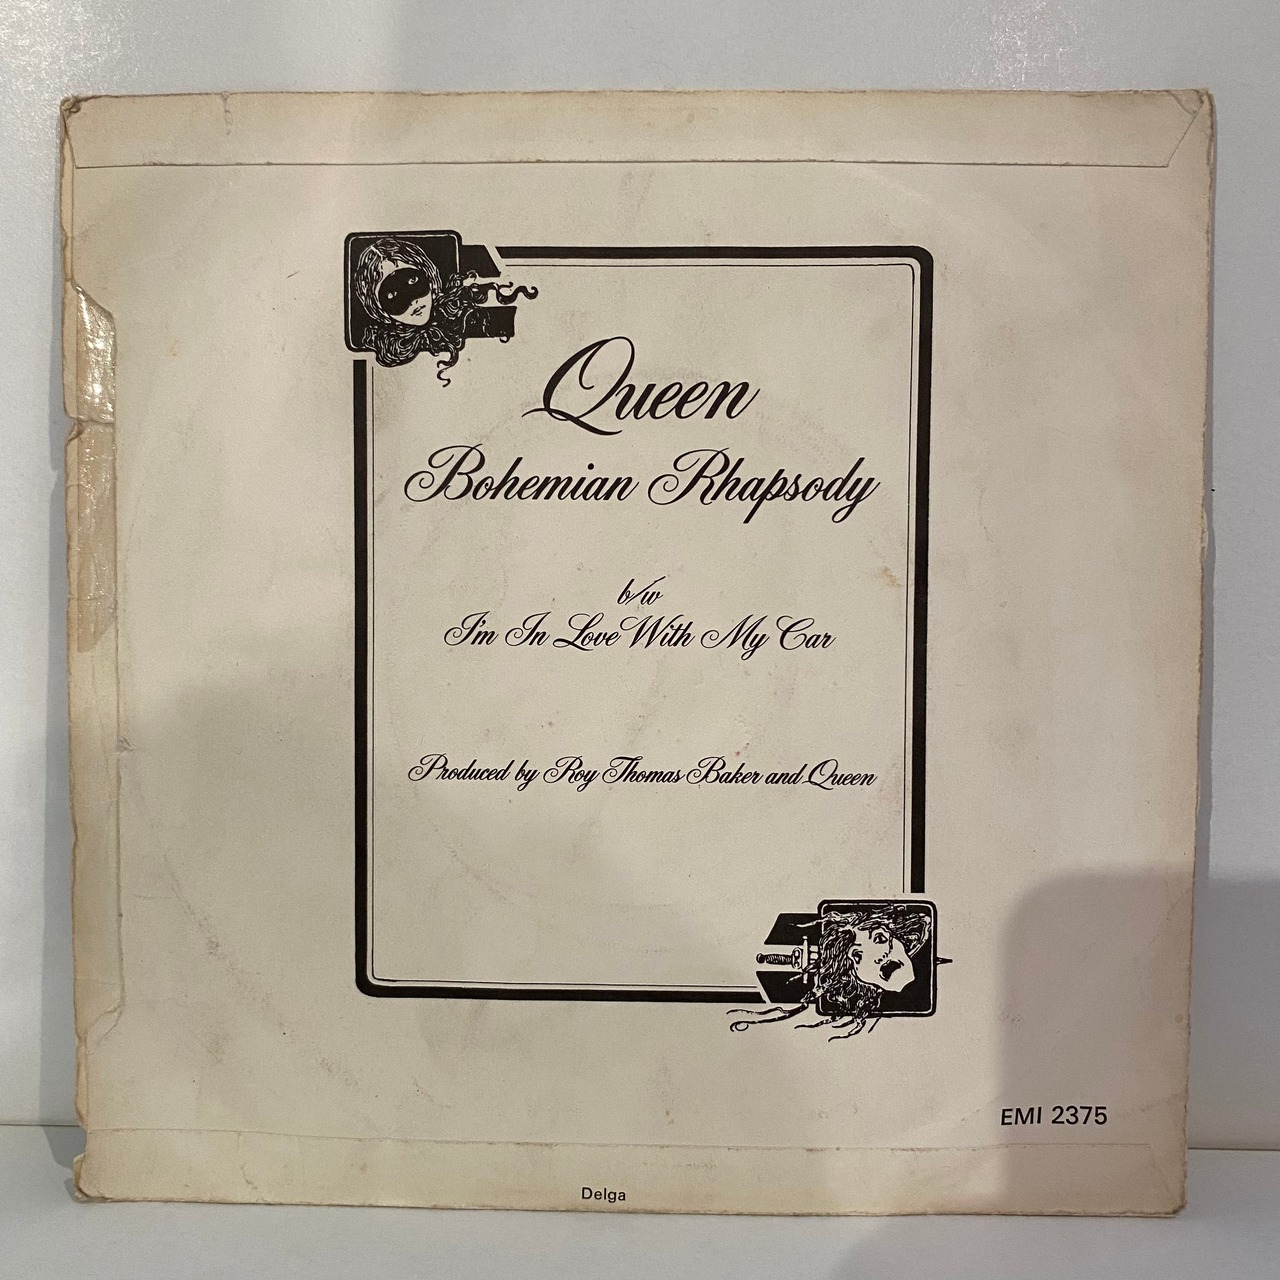 Queen
Bohemian Rhapsody
b/w
I'm In Love With My Car
Produced by Roy Thomas Baker and Queen
EMI 2375
Delga